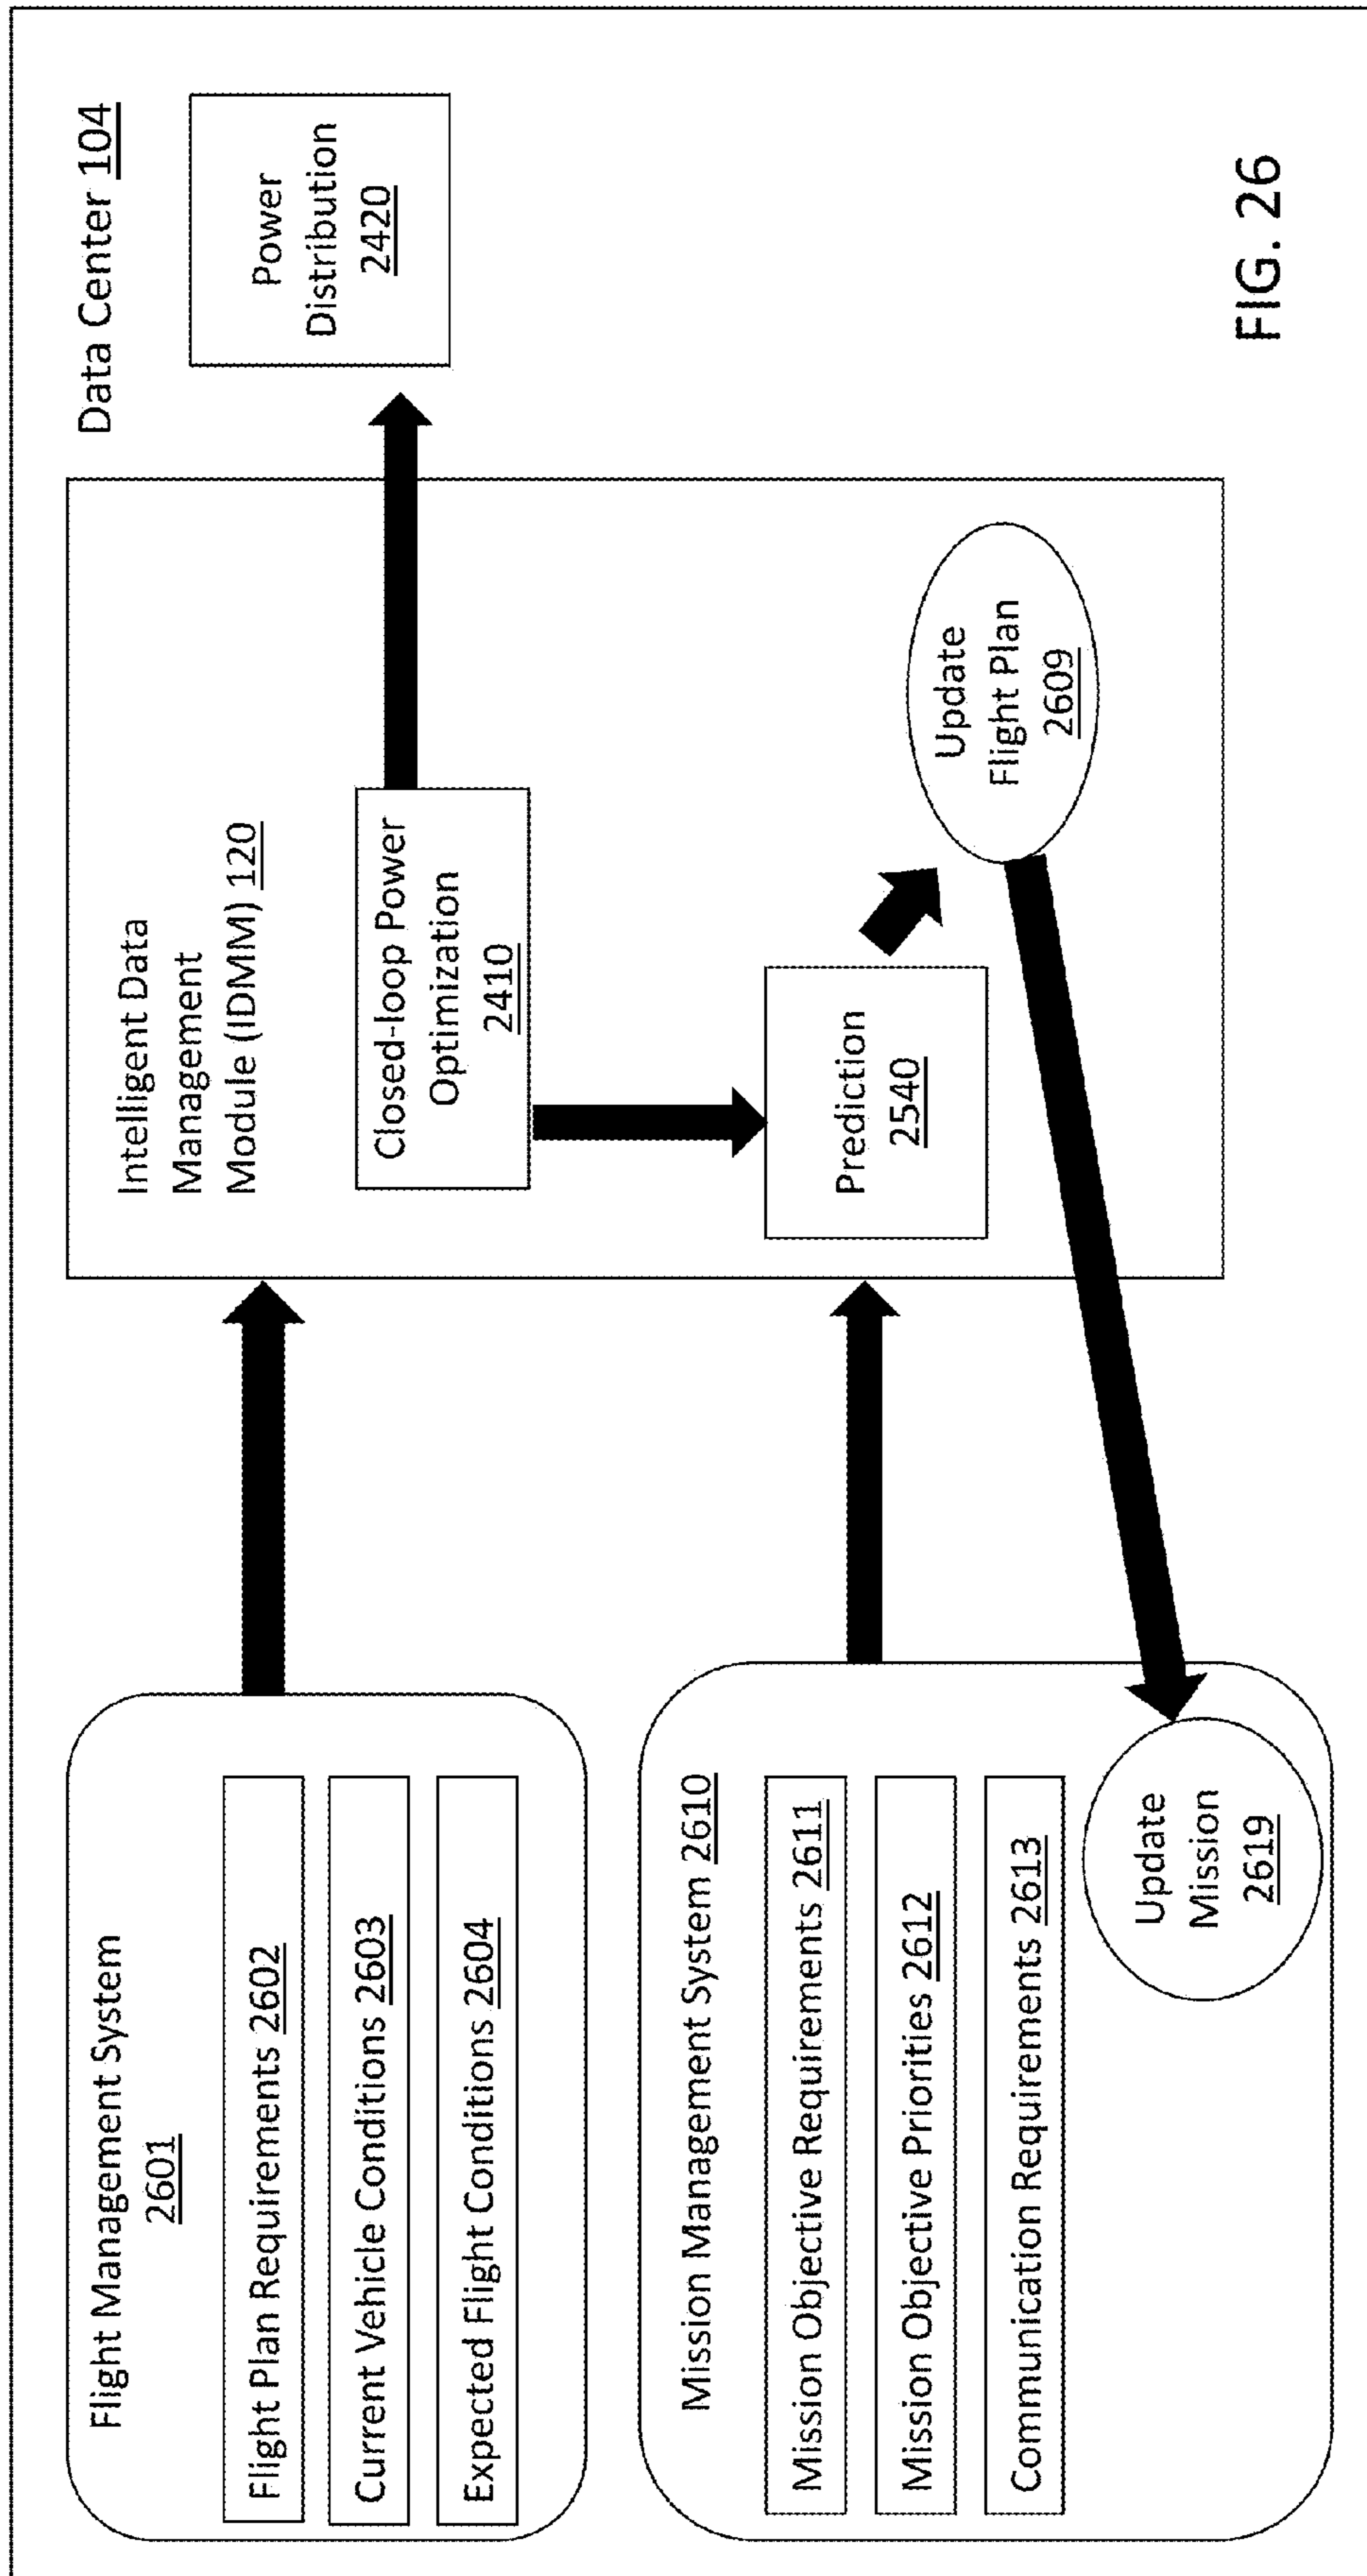 Data Center 104
Flight Management System
2601
Flight Plan Requirements 2602
Current Vehicle Conditions 2603
Expected Flight Conditions 2604
Mission Management System 2610
Mission Objective Requirements 2611
Mission Objective Priorities 2612
Communication Requirements 2613
Update
Mission
2619
Intelligent Data
Management
Module (IDMM) 120
Closed-loop Power
Optimization
2410
Prediction
2540
Update
Flight Plan
2609
Power
Distribution
2420
FIG. 26